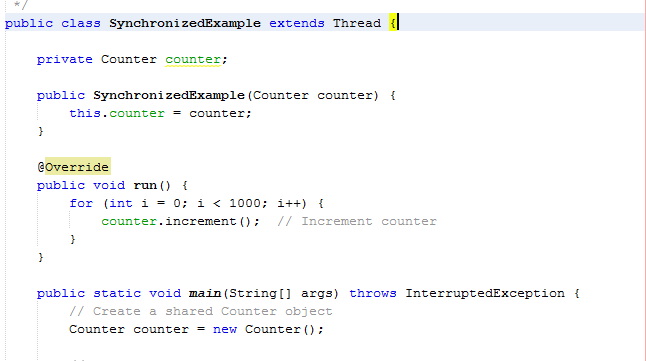 */
public class SynchronizedExample extends Thread {
private Counter counter;
public SynchronizedExample(Counter counter) {
this.counter = counter;
}
@Override
public void run() {
for (int i = 0; i < 1000; i++) {
counter.increment();  // Increment counter
}
}
public static void main(String[] args) throws InterruptedException {
// Create a shared Counter object
Counter counter = new Counter();